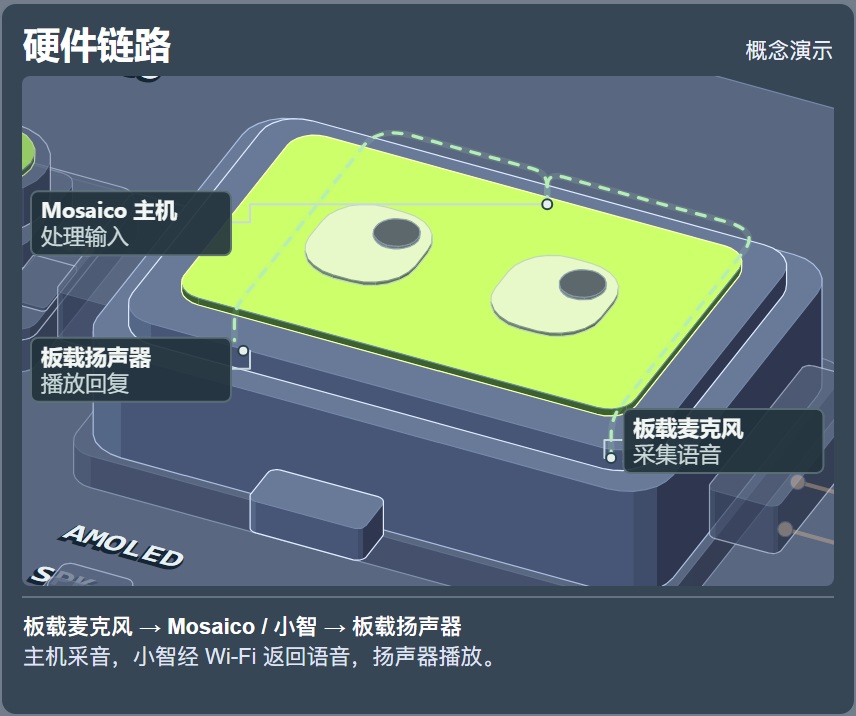 硬件链路
概念演示
Mosaico 主机
处理输入
板载扬声器
播放回复
板载麦克风
采集语音
AMOLED
SPK
板载麦克风 → Mosaico / 小智 → 板载扬声器
主机采音，小智经 Wi-Fi 返回语音，扬声器播放。